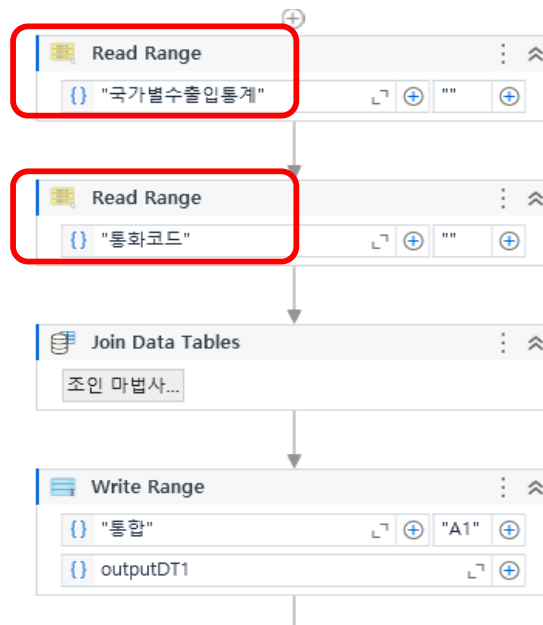 Read Range
{} "국가별수출입통계" ""
Read Range
{} "통화코드" ""
Join Data Tables
조인 마법사...
Write Range
{} "통합" "A1"
{} outputDT1